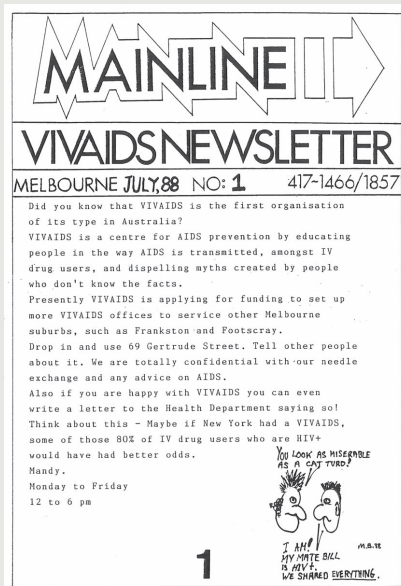 MAINLINE
VIVAIDS NEWSLETTER
MELBOURNE JULY, 88 NO: 1 417-1466/1857
Did you know that VIVAIDS is the first organisation
of its type in Australia?
VIVAIDS is a centre for AIDS prevention by educating
people in the way AIDS is transmitted, amongst IV
drug users, and dispelling myths created by people
who don't know the facts.
Presently VIVAIDS is applying for funding to set up
more VIVAIDS offices to service other Melbourne
suburbs, such as Frankston and Footscray.
Drop in and use 69 Gertrude Street. Tell other people
about it. We are totally confidential with our needle
exchange and any advice on AIDS.
Also if you are happy with VIVAIDS you can even
write a letter to the Health Department saying so!
Think about this - Maybe if New York had a VIVAIDS,
some of those 80% of IV drug users who are HIV+
would have had better odds.
Mandy.
Monday to Friday
12 to 6 pm
YOU LOOK AS MISERABLE
AS A CAT TURD!
M.B. 88
I AM!
MY MATE BILL
IS HIV+.
WE SHARED EVERYTHING.
1